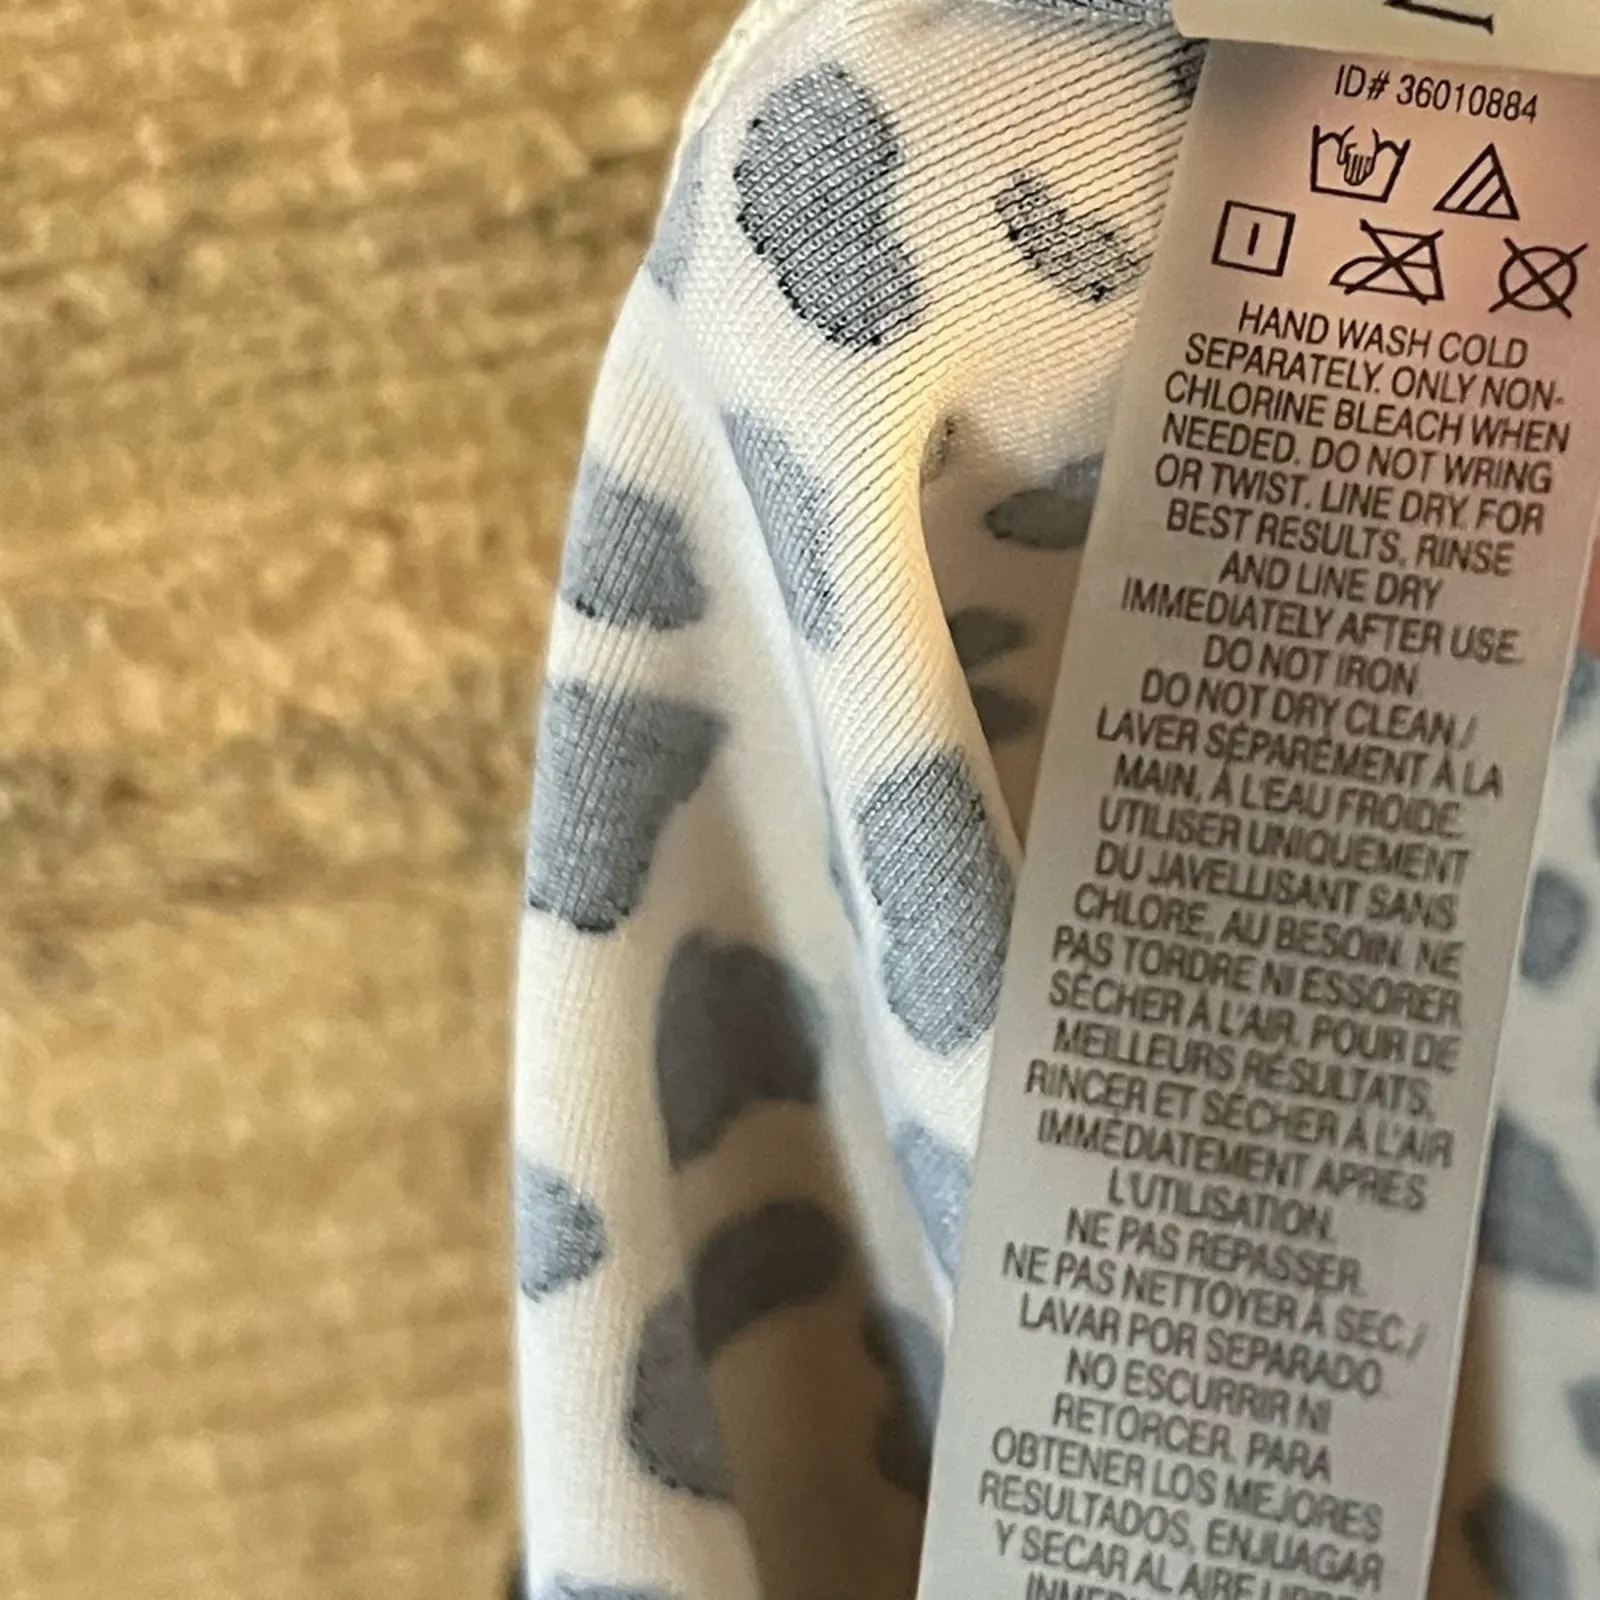 ID# 36010884
HAND WASH COLD
SEPARATELY. ONLY NON-
CHLORINE BLEACH WHEN
NEEDED. DO NOT WRING
OR TWIST. LINE DRY. FOR
BEST RESULTS, RINSE
AND LINE DRY
IMMEDIATELY AFTER USE.
DO NOT IRON.
DO NOT DRY CLEAN /
LAVER SÉPARÉMENT À LA
MAIN, À L'EAU FROIDE.
UTILISER UNIQUEMENT
DU JAVELLISANT SANS
CHLORE, AU BESOIN. NE
PAS TORDRE NI ESSORER.
SÉCHER À L'AIR. POUR DE
MEILLEURS RÉSULTATS,
RINCER ET SÉCHER À L'AIR
IMMÉDIATEMENT APRÈS
L'UTILISATION.
NE PAS REPASSER.
NE PAS NETTOYER À SEC /
LAVAR POR SEPARADO.
NO ESCURRIR NI
RETORCER. PARA
OBTENER LOS MEJORES
RESULTADOS, ENJUAGAR
Y SECAR AL AIRE